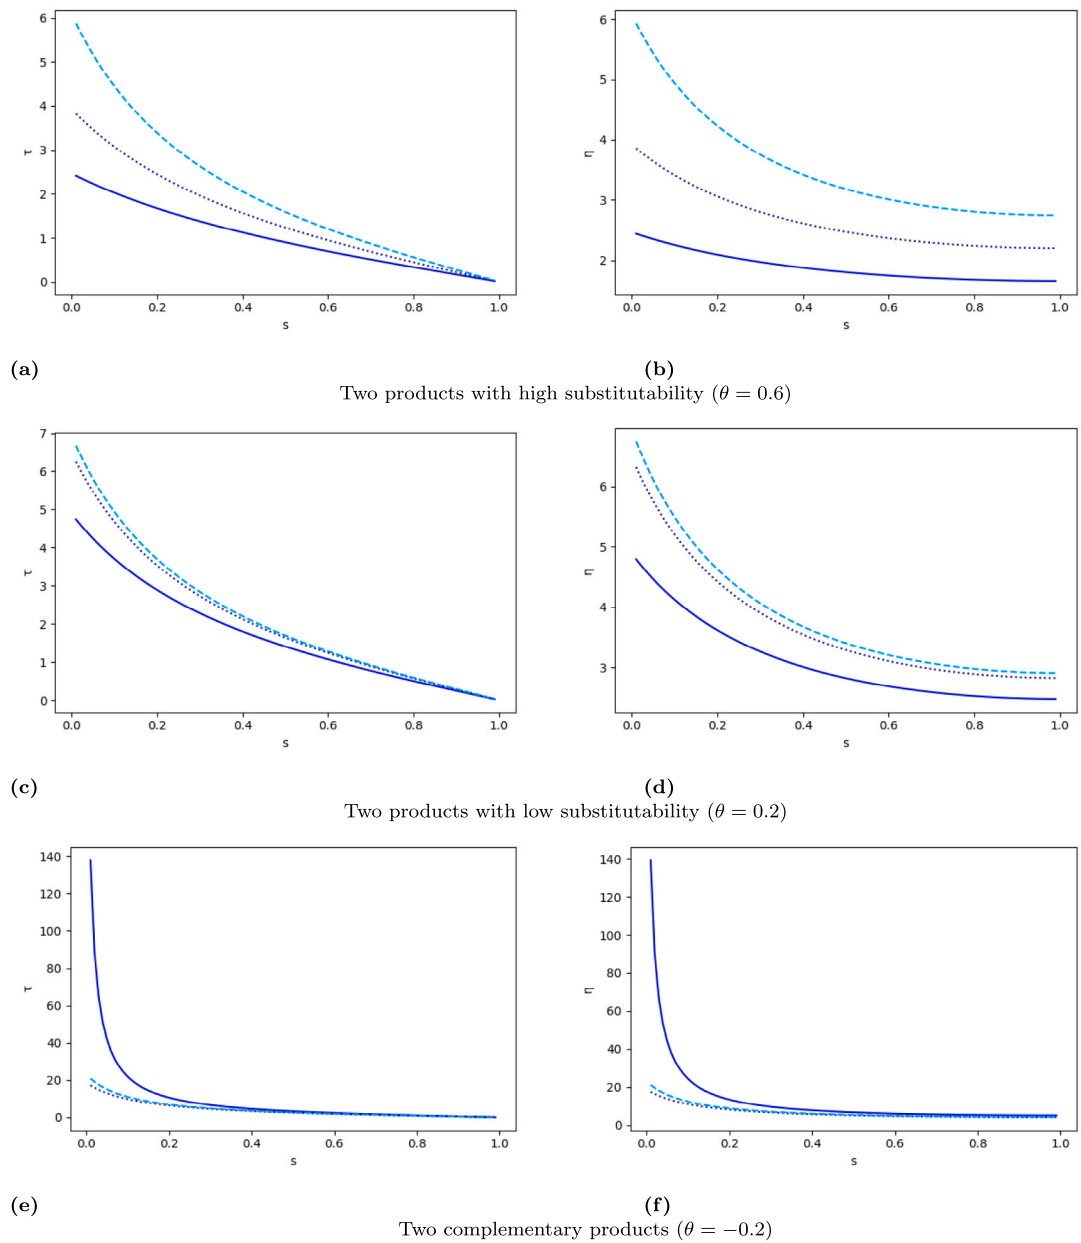 6
5
4
3
2
1
0
τ
0.0 0.2 0.4 0.6 0.8 1.0
s
6
5
4
3
2
η
0.0 0.2 0.4 0.6 0.8 1.0
s
(a) (b)
Two products with high substitutability (θ = 0.6)
7
6
5
4
3
2
1
0
τ
0.0 0.2 0.4 0.6 0.8 1.0
s
6
5
4
3
η
0.0 0.2 0.4 0.6 0.8 1.0
s
(c) (d)
Two products with low substitutability (θ = 0.2)
140
120
100
80
60
40
20
0
τ
0.0 0.2 0.4 0.6 0.8 1.0
s
140
120
100
80
60
40
20
0
η
0.0 0.2 0.4 0.6 0.8 1.0
s
(e) (f)
Two complementary products (θ = −0.2)